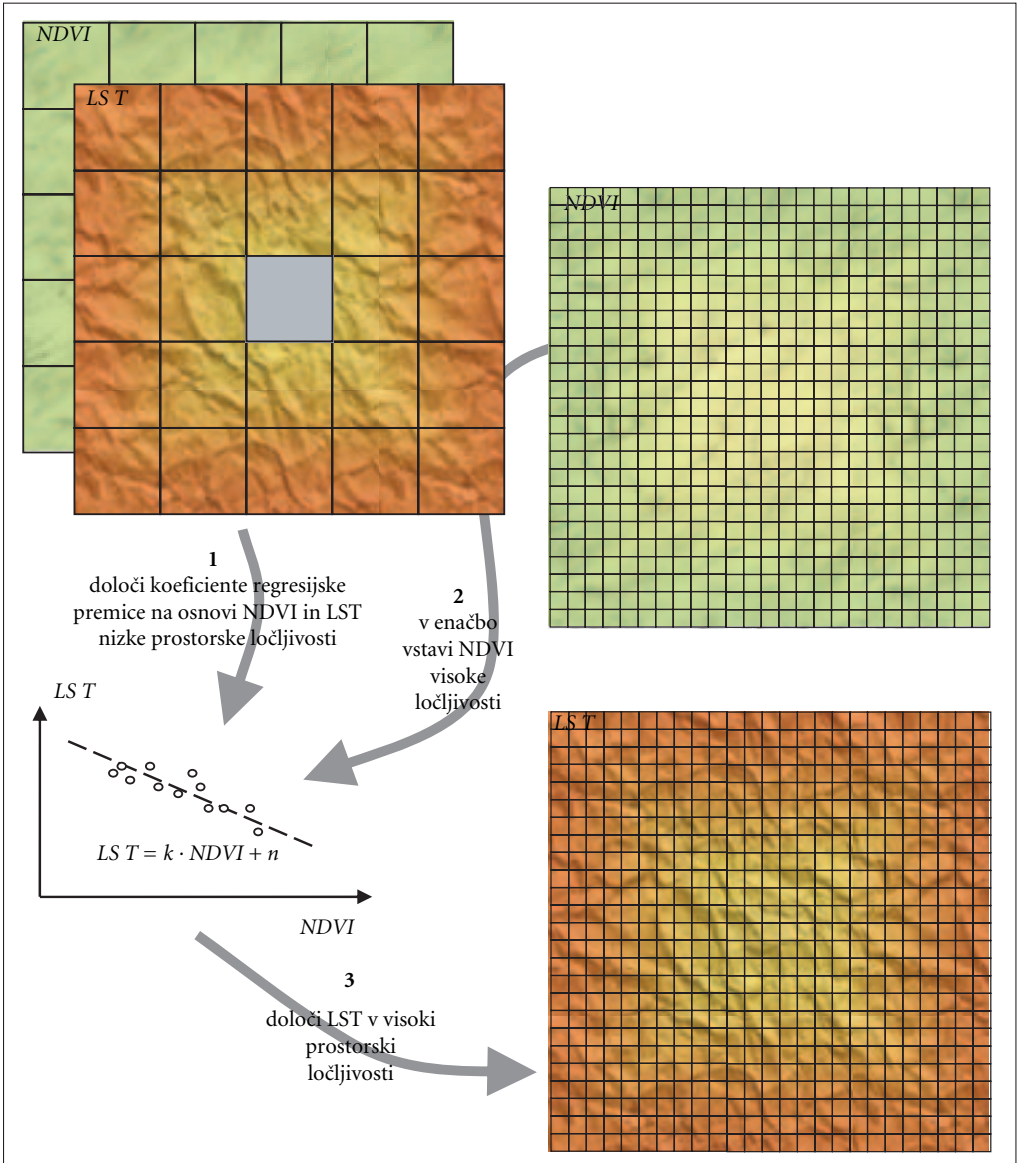 NDVI
LS T
NDVI
1
določi koeficiente regresijske
premice na osnovi NDVI in LST
nizke prostorske ločljivosti
2
v enačbo
vstavi NDVI
visoke
ločljivosti
LS T
LS T = k · NDVI + n
NDVI
LS T
3
določi LST v visoki
prostorski
ločljivosti